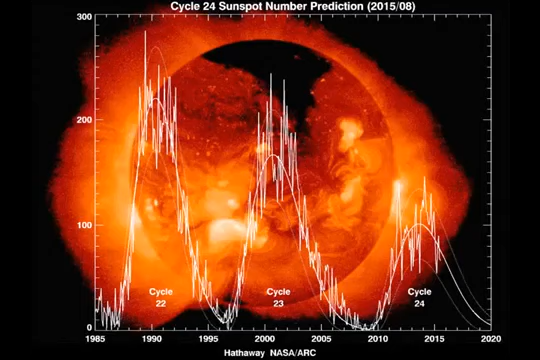 Cycle 24 Sunspot Number Prediction (2015/08)
300
200
100
0
Cycle
22
Cycle
23
Cycle
24
1985 1990 1995 2000 2005 2010 2015 2020
Hathaway NASA/ARC